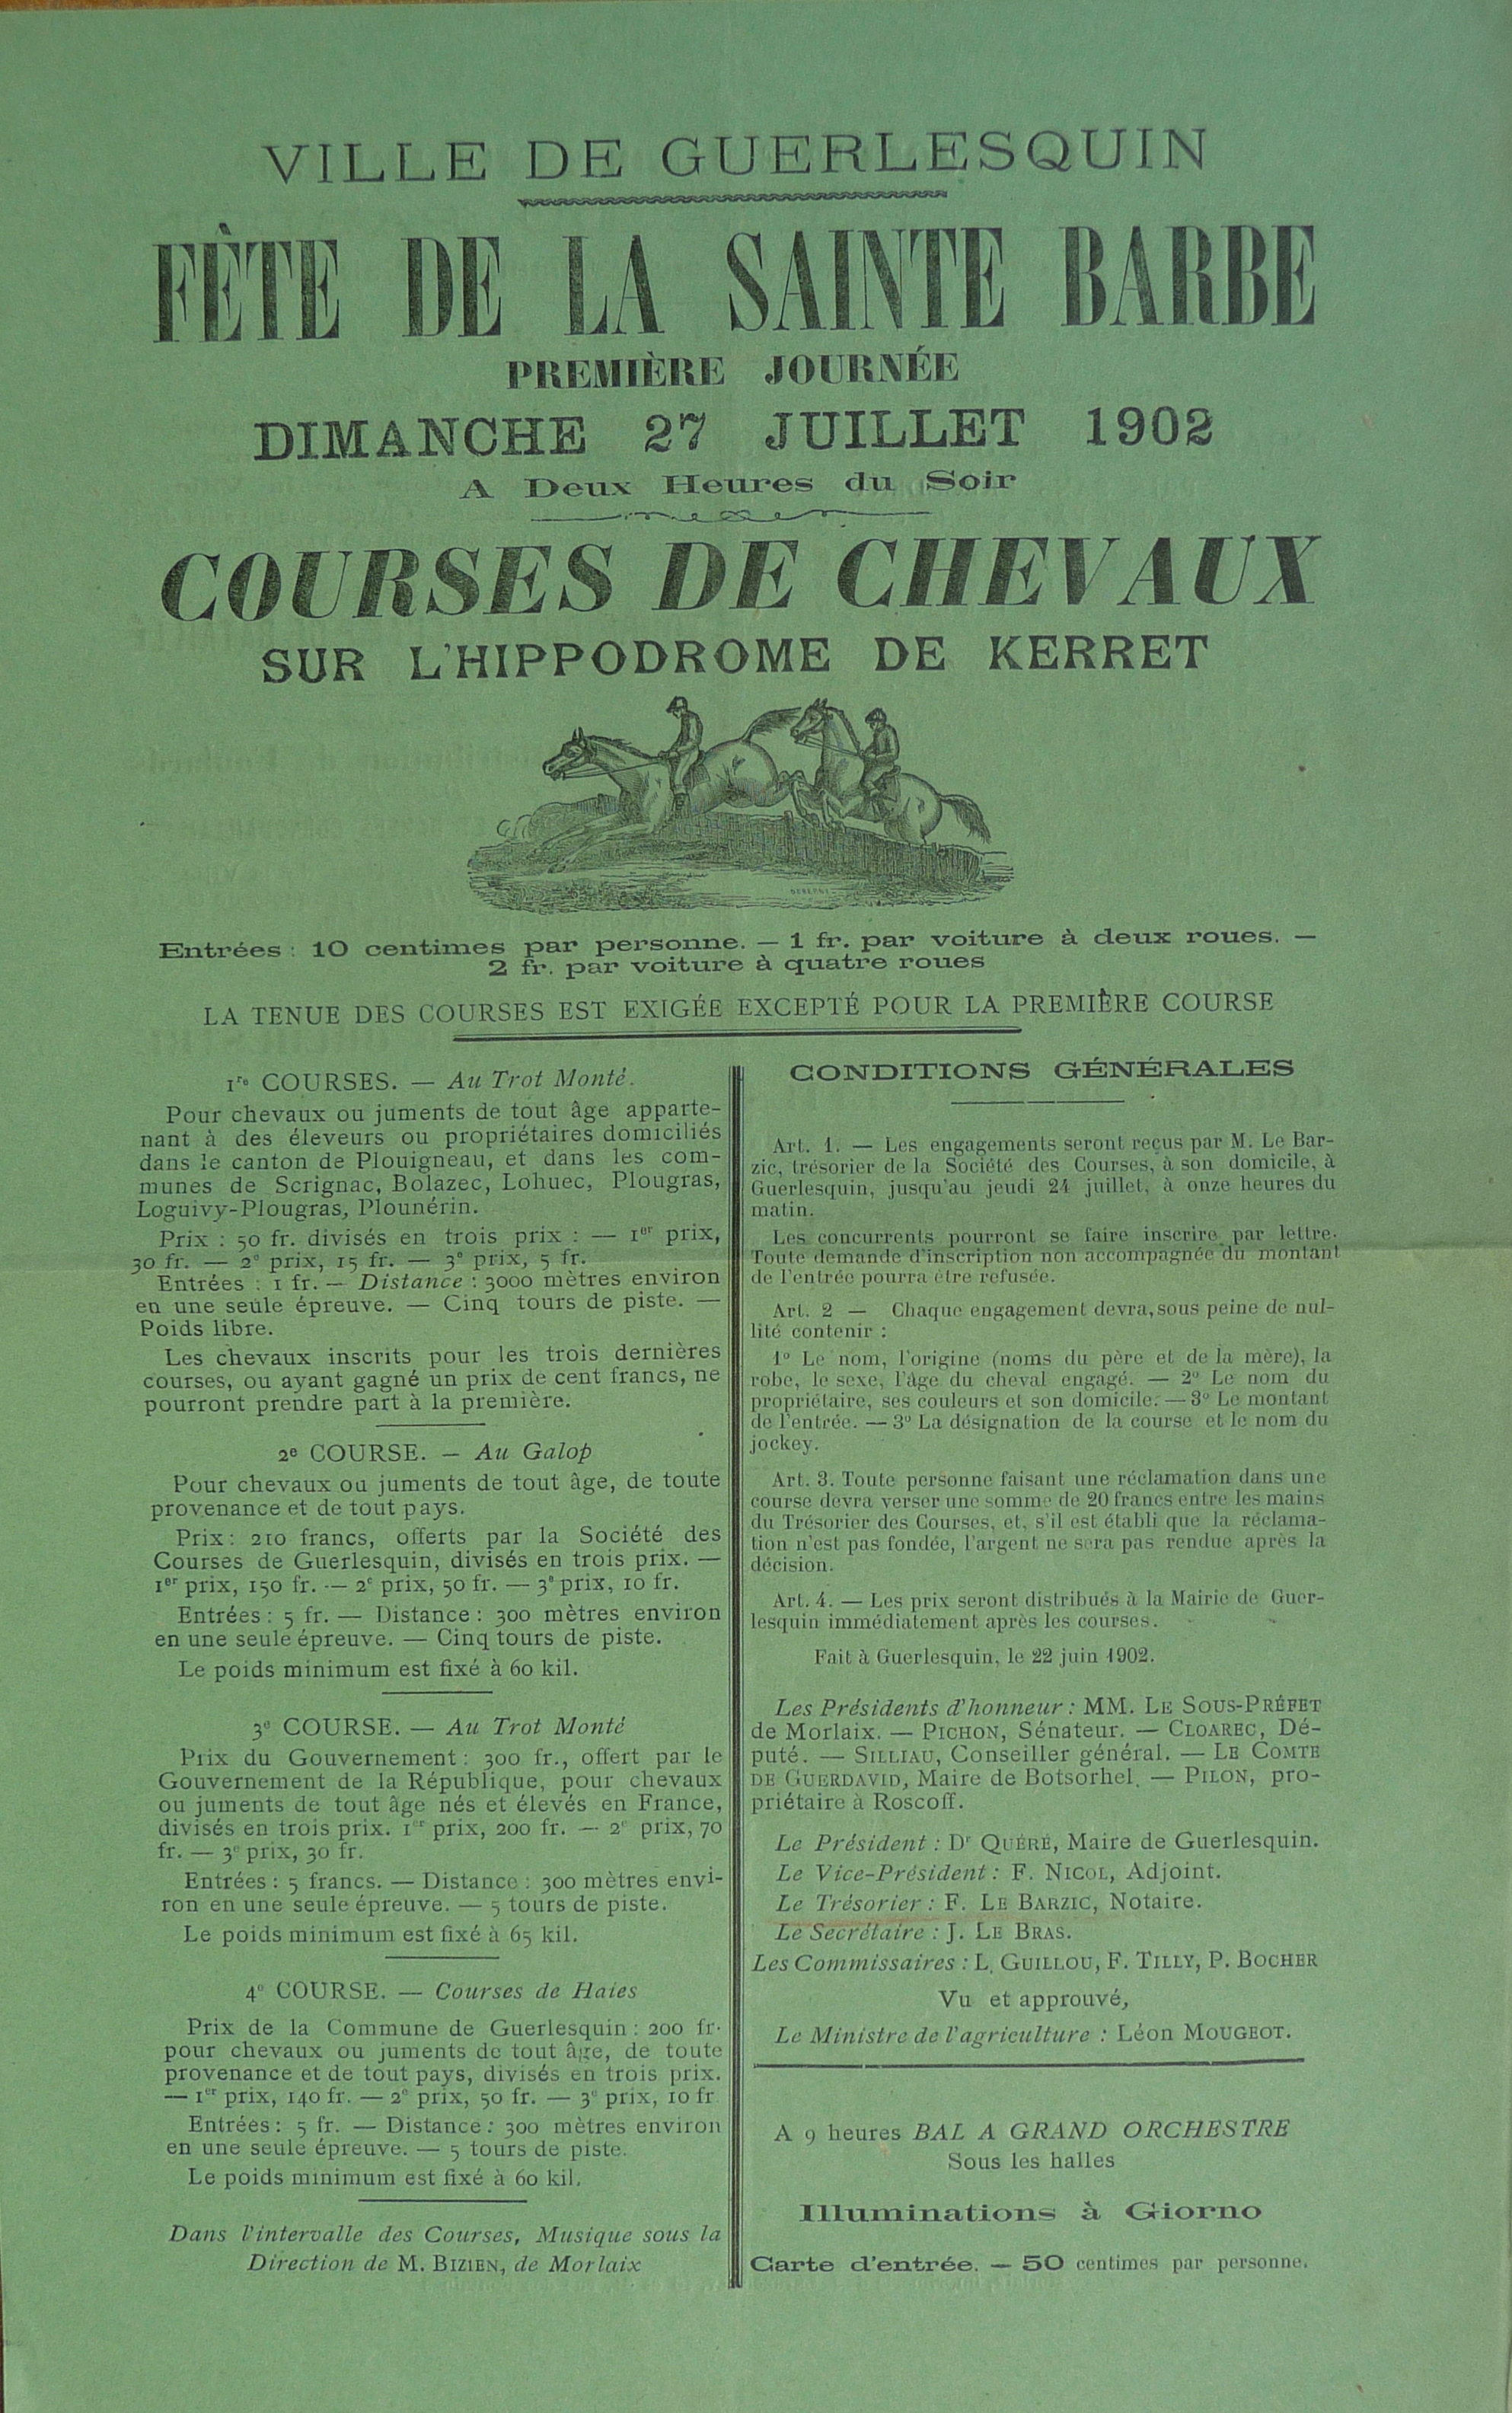 VILLE DE GUERLESQUIN
FÊTE DE LA SAINTE BARBE
PREMIÈRE JOURNÉE
DIMANCHE 27 JUILLET 1902
A Deux Heures du Soir
COURSES DE CHEVAUX
SUR L'HIPPODROME DE KERRET
Entrées : 10 centimes par personne. — 1 fr. par voiture à deux roues. —
2 fr. par voiture à quatre roues
LA TENUE DES COURSES EST EXIGÉE EXCEPTÉ POUR LA PREMIÈRE COURSE
1re COURSES. — Au Trot Monté.
Pour chevaux ou juments de tout âge apparte-
nant à des éleveurs ou propriétaires domiciliés
dans le canton de Plouigneau, et dans les com-
munes de Scrignac, Bolazec, Lohuec, Plougras,
Loguivy-Plougras, Plounérin.
Prix : 50 fr. divisés en trois prix : — 1er prix,
30 fr. — 2e prix, 15 fr. — 3e prix, 5 fr.
Entrées : 1 fr. — Distance : 3000 mètres environ
en une seule épreuve. — Cinq tours de piste. —
Poids libre.
Les chevaux inscrits pour les trois dernières
courses, ou ayant gagné un prix de cent francs, ne
pourront prendre part à la première.
2e COURSE. — Au Galop
Pour chevaux ou juments de tout âge, de toute
provenance et de tout pays.
Prix : 210 francs, offerts par la Société des
Courses de Guerlesquin, divisés en trois prix. —
1er prix, 150 fr. — 2e prix, 50 fr. — 3e prix, 10 fr.
Entrées : 5 fr. — Distance : 300 mètres environ
en une seule épreuve. — Cinq tours de piste.
Le poids minimum est fixé à 60 kil.
3e COURSE. — Au Trot Monté
Prix du Gouvernement : 300 fr., offert par le
Gouvernement de la République, pour chevaux
ou juments de tout âge nés et élevés en France,
divisés en trois prix. 1er prix, 200 fr. — 2e prix, 70
fr. — 3e prix, 30 fr.
Entrées : 5 francs. — Distance : 300 mètres envi-
ron en une seule épreuve. — 5 tours de piste.
Le poids minimum est fixé à 65 kil.
4e COURSE. — Courses de Haies
Prix de la Commune de Guerlesquin : 200 fr.
pour chevaux ou juments de tout âge, de toute
provenance et de tout pays, divisés en trois prix.
— 1er prix, 140 fr. — 2e prix, 50 fr. — 3e prix, 10 fr
Entrées : 5 fr. — Distance : 300 mètres environ
en une seule épreuve. — 5 tours de piste.
Le poids minimum est fixé à 60 kil.
Dans l'intervalle des Courses, Musique sous la
Direction de M. BIZIEN, de Morlaix
CONDITIONS GÉNÉRALES
Art. 1. — Les engagements seront reçus par M. Le Bar-
zic, trésorier de la Société des Courses, à son domicile, à
Guerlesquin, jusqu'au jeudi 24 juillet, à onze heures du
matin.
Les concurrents pourront se faire inscrire par lettre.
Toute demande d'inscription non accompagnée du montant
de l'entrée pourra être refusée.
Art. 2 — Chaque engagement devra, sous peine de nul-
lité contenir :
1o Le nom, l'origine (noms du père et de la mère), la
robe, le sexe, l'âge du cheval engagé. — 2o Le nom du
propriétaire, ses couleurs et son domicile. — 3o Le montant
de l'entrée. — 3o La désignation de la course et le nom du
jockey.
Art. 3. Toute personne faisant une réclamation dans une
course devra verser une somme de 20 francs entre les mains
du Trésorier des Courses, et, s'il est établi que la réclama-
tion n'est pas fondée, l'argent ne sera pas rendue après la
décision.
Art. 4. — Les prix seront distribués à la Mairie de Guer-
lesquin immédiatement après les courses.
Fait à Guerlesquin, le 22 juin 1902.
Les Présidents d'honneur : MM. LE SOUS-PRÉFET
de Morlaix. — PICHON, Sénateur. — CLOAREC, Dé-
puté. — SILLIAU, Conseiller général. — LE COMTE
DE GUERDAVID, Maire de Botsorhel. — PILON, pro-
priétaire à Roscoff.
Le Président : Dr QUÉRÉ, Maire de Guerlesquin.
Le Vice-Président : F. NICOL, Adjoint.
Le Trésorier : F. LE BARZIC, Notaire.
Le Secrétaire : J. LE BRAS.
Les Commissaires : L. GUILLOU, F. TILLY, P. BOCHER
Vu et approuvé,
Le Ministre de l'agriculture : Léon MOUGEOT.
A 9 heures BAL A GRAND ORCHESTRE
Sous les halles
Illuminations à Giorno
Carte d'entrée. — 50 centimes par personne.